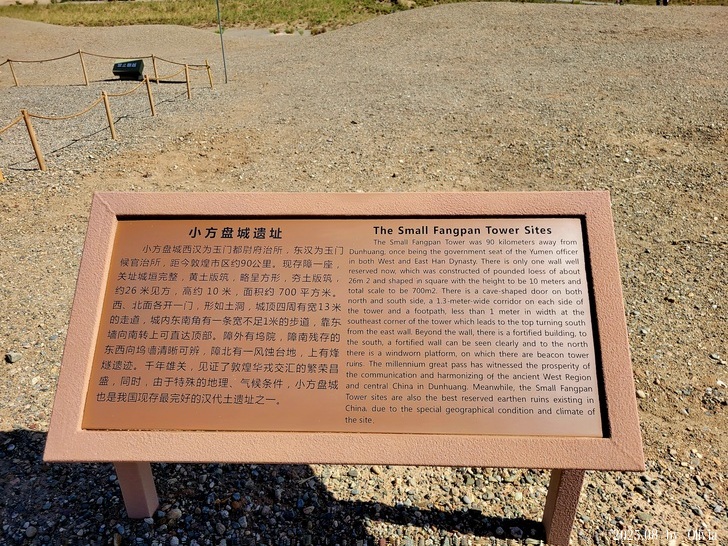 小方盘城遗址
小方盘城西汉为玉门都尉府治所，东汉为玉门
候官治所，距今敦煌市区约90公里。现存障一座，
关址城垣完整，黄土版筑，略呈方形，夯土版筑，
约26米见方，高约10米，面积约700平方米。
西、北面各开一门，形如土洞，城顶四周有宽13米
的走道，城内东南角有一条宽不足1米的步道，靠东
墙向南转上可直达顶部。障外有坞院，障南残存的
东西向坞墙清晰可辨，障北有一风蚀台地，上有烽
燧遗迹。千年雄关，见证了敦煌华戎交汇的繁荣昌
盛，同时，由于特殊的地理、气候条件，小方盘城
也是我国现存最完好的汉代土遗址之一。
The Small Fangpan Tower Sites
The Small Fangpan Tower was 90 kilometers away from
Dunhuang, once being the government seat of the Yumen officer
in both West and East Han Dynasty. There is only one wall well
reserved now, which was constructed of pounded loess of about
26m 2 and shaped in square with the height to be 10 meters and
total scale to be 700m2. There is a cave-shaped door on both
north and south side, a 1.3-meter-wide corridor on each side of
the tower and a footpath, less than 1 meter in width at the
southeast corner of the tower which leads to the top turning south
from the east wall. Beyond the wall, there is a fortified building, to
the south, a fortified wall can be seen clearly and to the north
there is a windworn platform, on which there are beacon tower
ruins. The millennium great pass has witnessed the prosperity of
the communication and harmonizing of the ancient West Region
and central China in Dunhuang. Meanwhile, the Small Fangpan
Tower sites are also the best reserved earthen ruins existing in
China, due to the special geographical condition and climate of
the site.